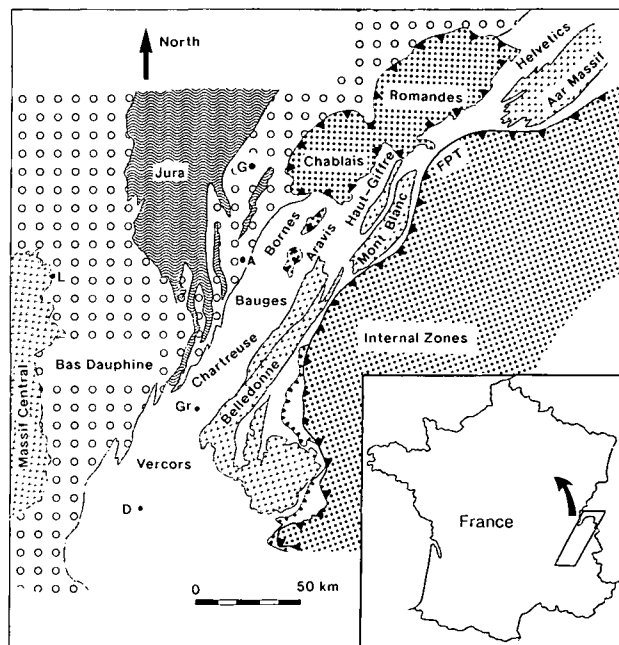 North
Helvetics
Aar Massif
Romandes
Chablais
Jura
G
FPT
Haut-Giffre
Mont Blanc
Bornes
Aravis
A
L
Bauges
Internal Zones
Bas Dauphine
Chartreuse
Belledonne
Massif Central
Gr
Vercors
D
France
0 50 km